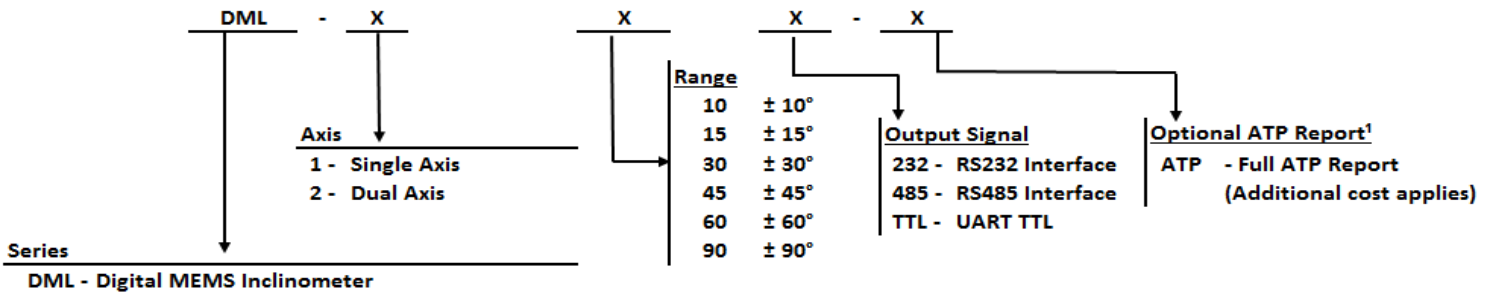 DML - X X X - X
Range
10 ± 10°
15 ± 15°
30 ± 30°
45 ± 45°
60 ± 60°
90 ± 90°
Axis
1 - Single Axis
2 - Dual Axis
Output Signal
232 - RS232 Interface
485 - RS485 Interface
TTL - UART TTL
Optional ATP Report¹
ATP - Full ATP Report
(Additional cost applies)
Series
DML - Digital MEMS Inclinometer